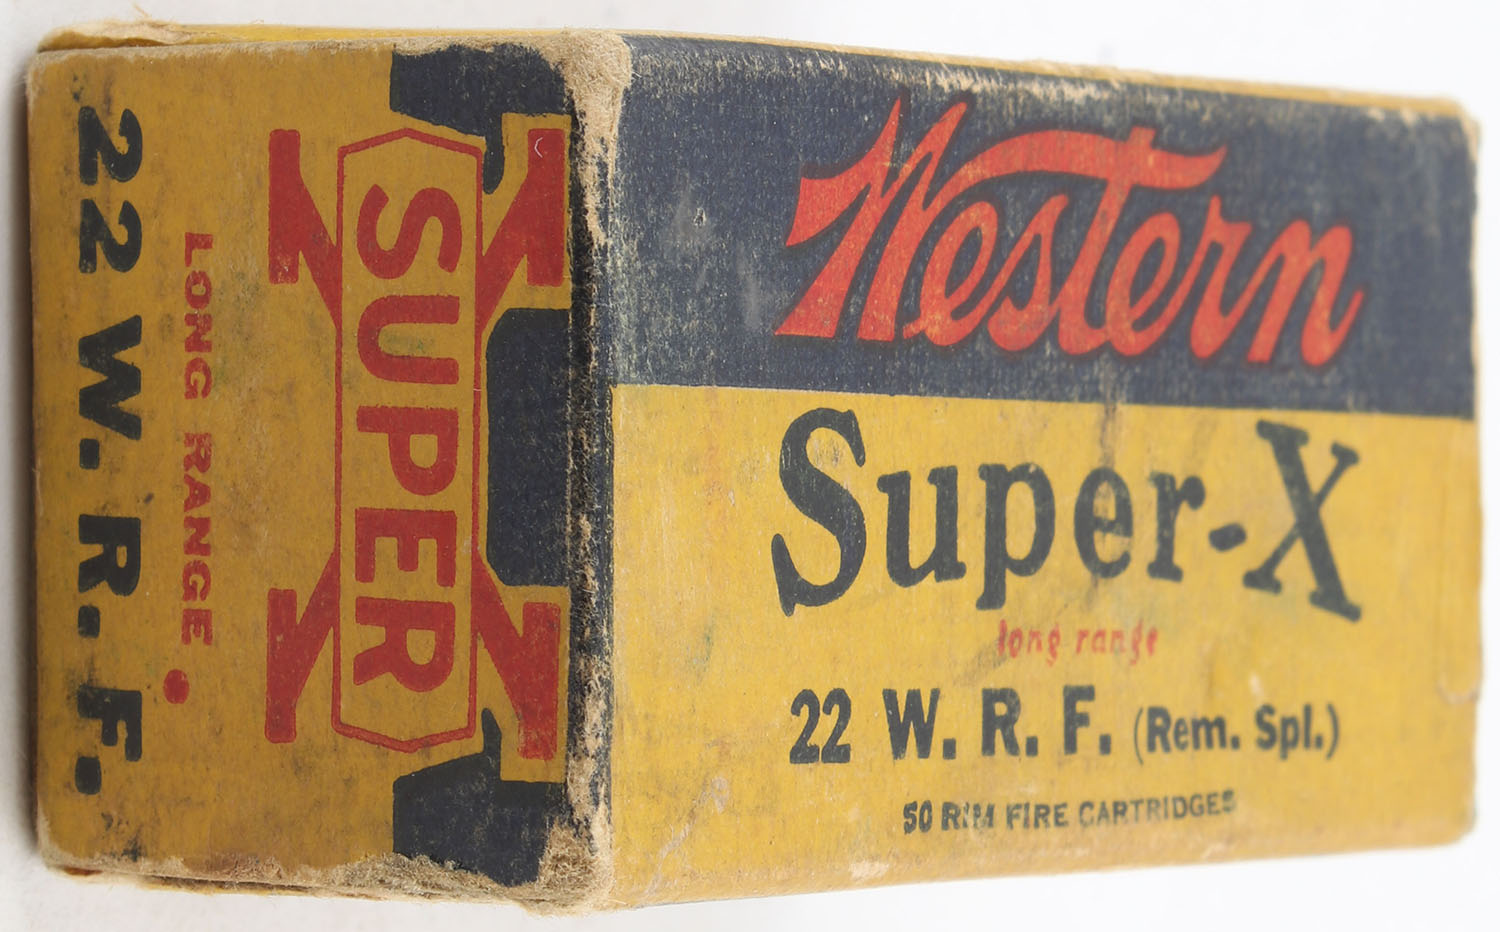 Western
Super-X
long range
22 W. R. F. (Rem. Spl.)
50 RIM FIRE CARTRIDGES
SUPER
X
LONG RANGE
22 W. R. F.